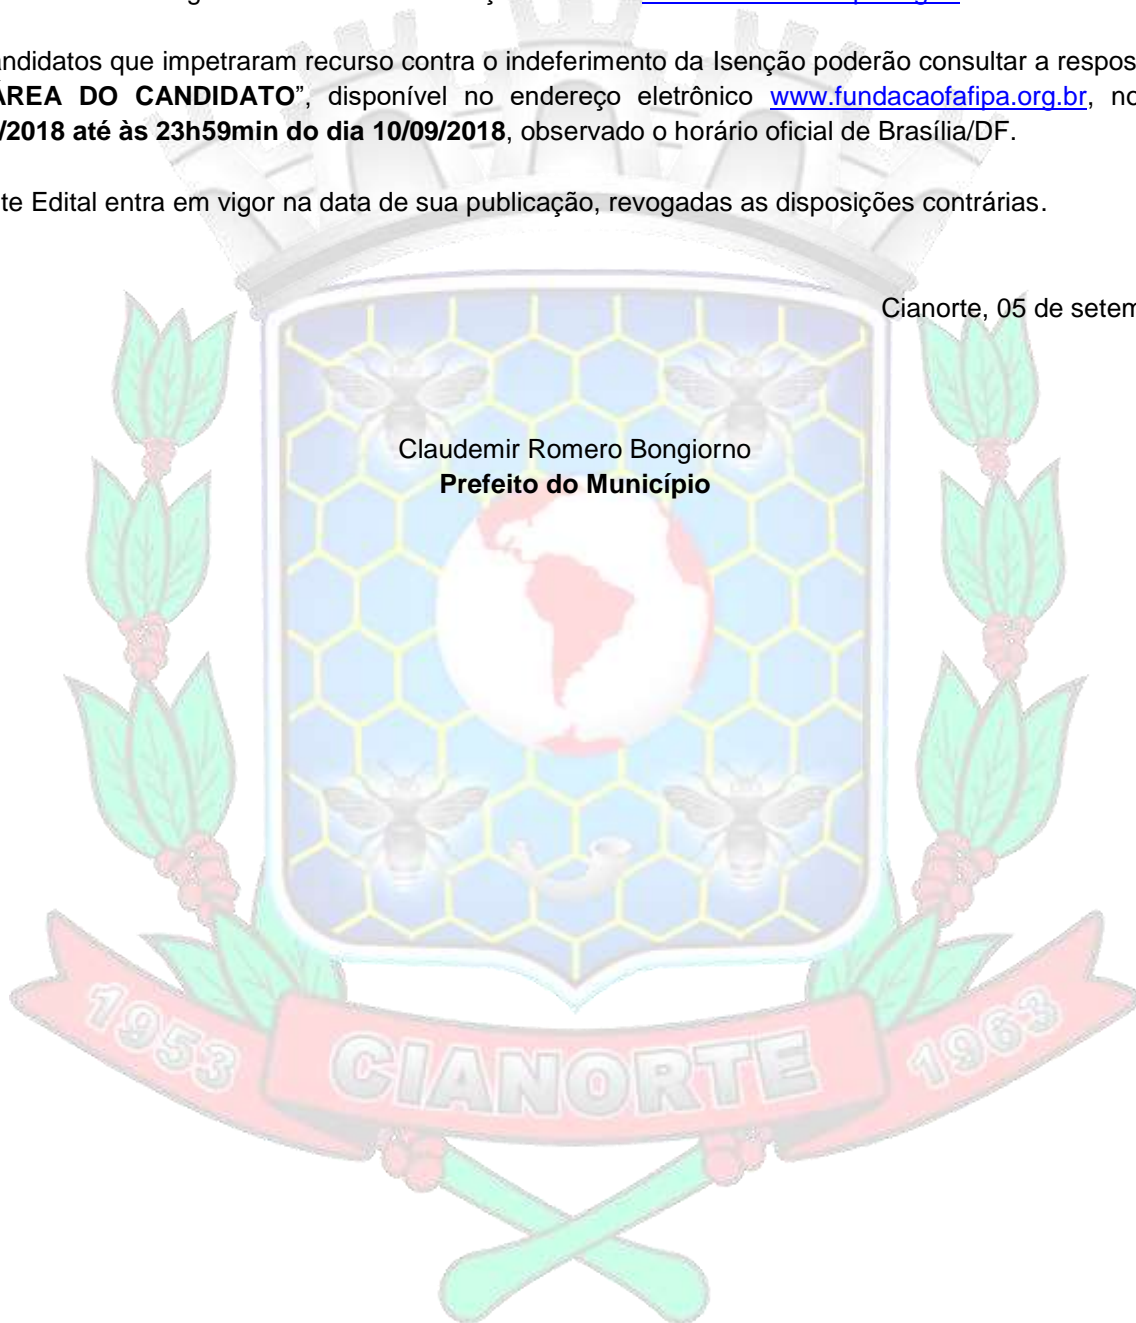 andidatos que impetraram recurso contra o indeferimento da Isenção poderão consultar a respos
ÁREA DO CANDIDATO”, disponível no endereço eletrônico www.fundacaofafipa.org.br, no
/2018 até às 23h59min do dia 10/09/2018, observado o horário oficial de Brasília/DF.
te Edital entra em vigor na data de sua publicação, revogadas as disposições contrárias.
Cianorte, 05 de setem
Claudemir Romero Bongiorno
Prefeito do Município
1953 CIANORTE 1963